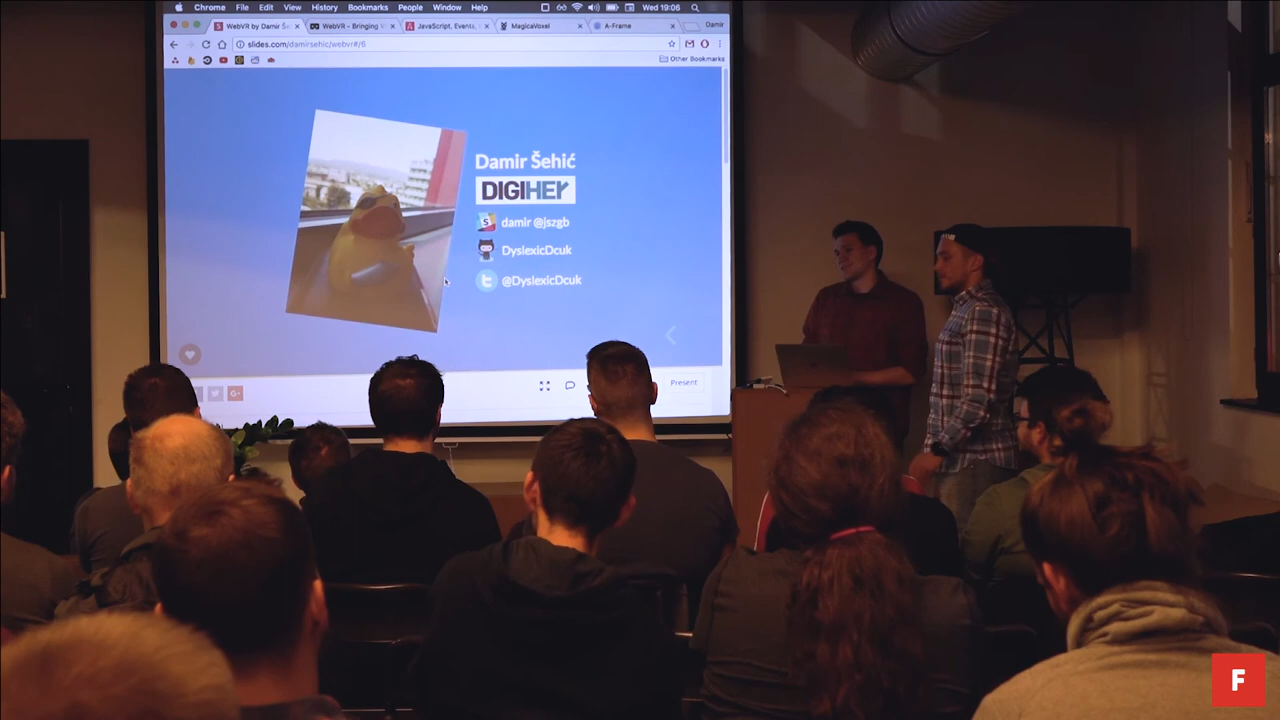 Chrome File Edit View History Bookmarks People Window Help Wed 19:06
WebVR by Damir Še
WebVR - Bringing V
JavaScript, Events,
MagicaVoxel
A-Frame
Damir
slides.com/damirsehic/webvr#/6
Other Bookmarks
Damir Šehić
DIGIHEY
damir @jszgb
DyslexicDcuk
@DyslexicDcuk
Present
F